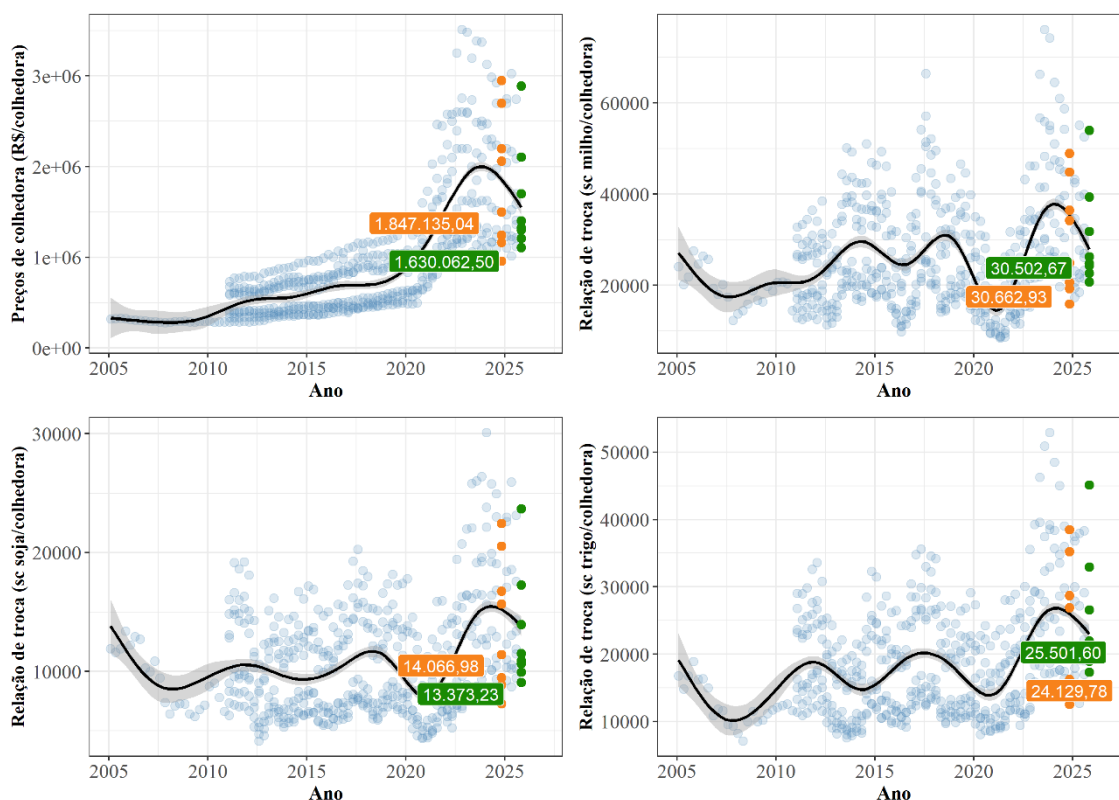 Preços de colhedora (R$/colhedora)
3e+06
2e+06
1e+06
0e+00
1.847.135,04
1.630.062,50
2005 2010 2015 2020 2025
Ano
Relação de troca (sc milho/colhedora)
60000
40000
20000
30.502,67
30.662,93
2005 2010 2015 2020 2025
Ano
Relação de troca (sc soja/colhedora)
30000
20000
10000
14.066,98
13.373,23
2005 2010 2015 2020 2025
Ano
Relação de troca (sc trigo/colhedora)
50000
40000
30000
20000
10000
25.501,60
24.129,78
2005 2010 2015 2020 2025
Ano